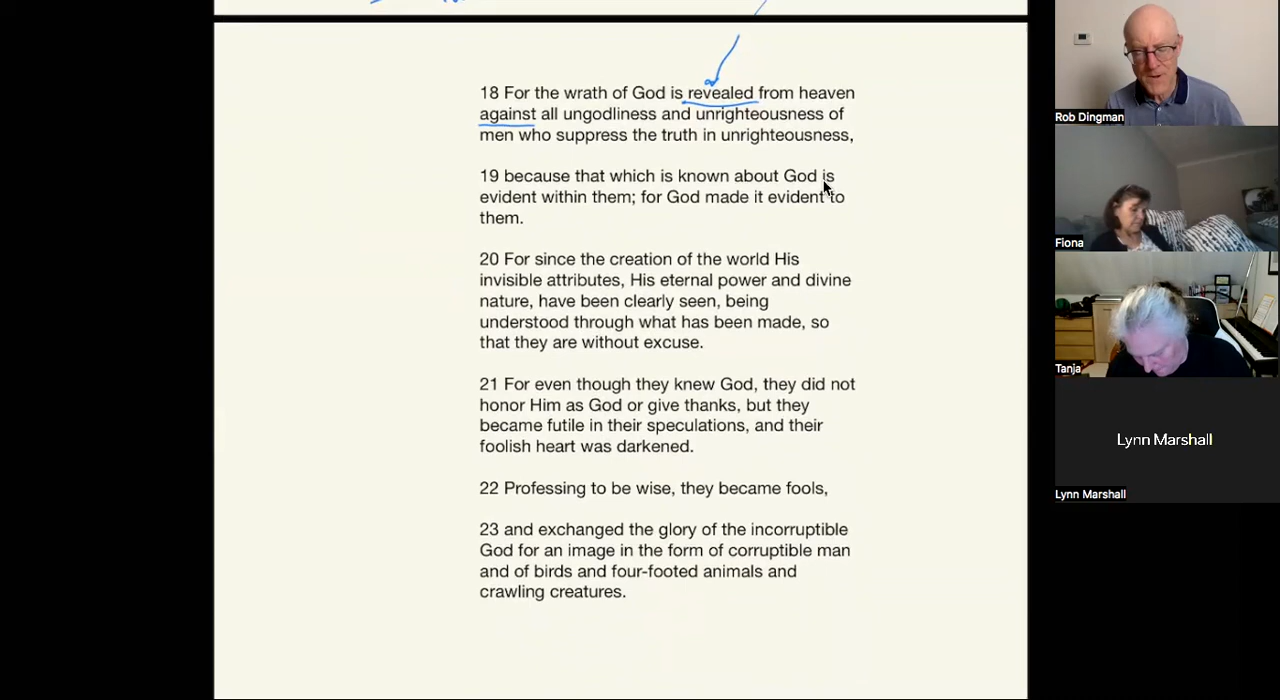 18 For the wrath of God is revealed from heaven
against all ungodliness and unrighteousness of
men who suppress the truth in unrighteousness,
19 because that which is known about God is
evident within them; for God made it evident to
them.
20 For since the creation of the world His
invisible attributes, His eternal power and divine
nature, have been clearly seen, being
understood through what has been made, so
that they are without excuse.
21 For even though they knew God, they did not
honor Him as God or give thanks, but they
became futile in their speculations, and their
foolish heart was darkened.
22 Professing to be wise, they became fools,
23 and exchanged the glory of the incorruptible
God for an image in the form of corruptible man
and of birds and four-footed animals and
crawling creatures.
Rob Dingman
Fiona
Tanja
Lynn Marshall
Lynn Marshall